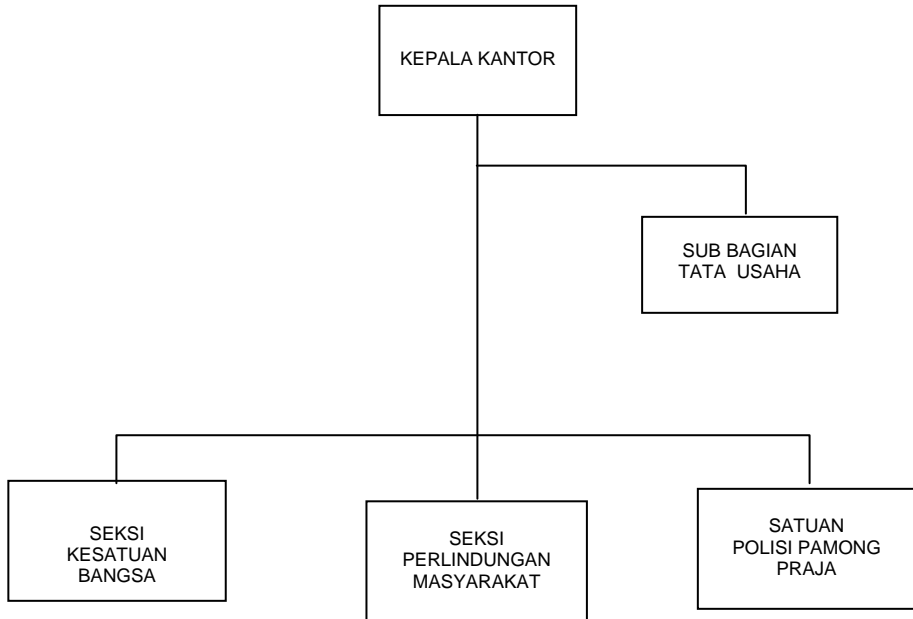 KEPALA KANTOR
SUB BAGIAN
TATA USAHA
SEKSI
KESATUAN
BANGSA
SEKSI
PERLINDUNGAN
MASYARAKAT
SATUAN
POLISI PAMONG
PRAJA